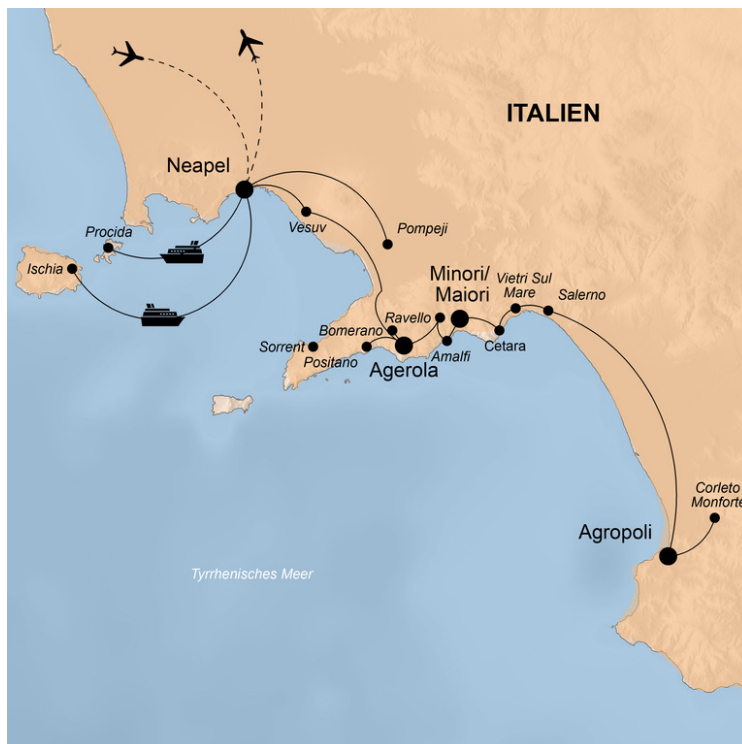 ITALIEN
Neapel
Procida
Vesuv
Pompeji
Ischia
Minori/
Maiori
Vietri Sul
Mare
Salerno
Ravello
Bomerano
Sorrent
Positano
Agerola
Amalfi
Cetara
Corleto
Monforte
Agropoli
Tyrrhenisches Meer